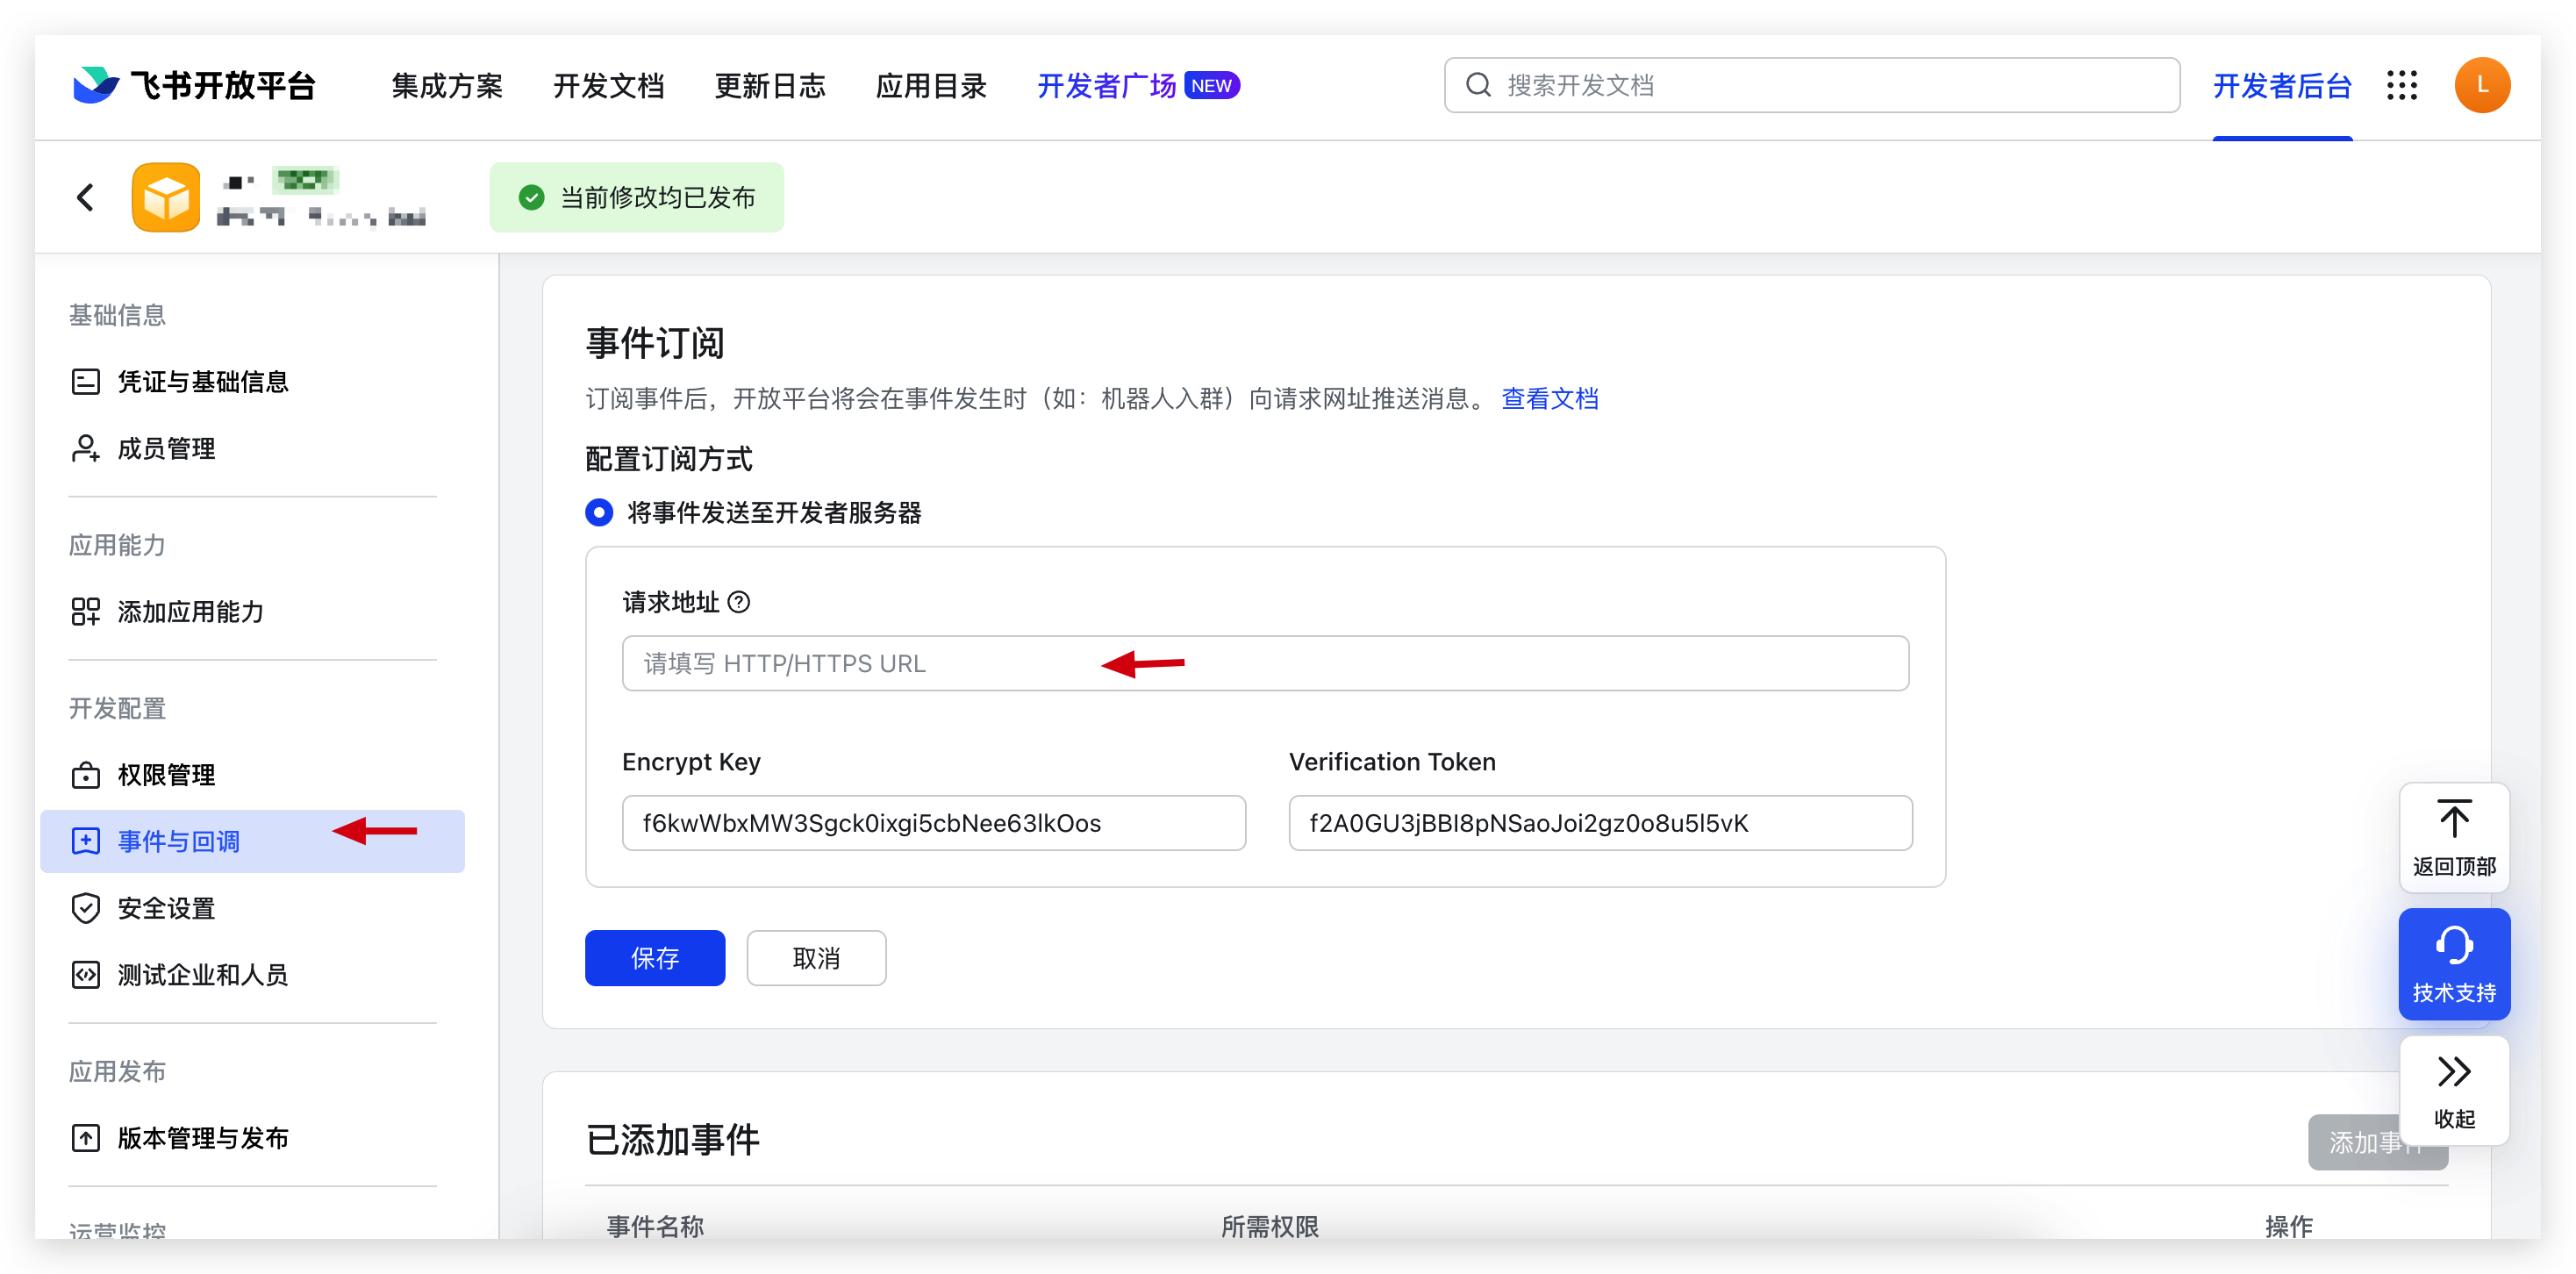 飞书开放平台 集成方案 开发文档 更新日志 应用目录 开发者广场 NEW 搜索开发文档 开发者后台 L
当前修改均已发布
基础信息
凭证与基础信息
成员管理
应用能力
添加应用能力
开发配置
权限管理
事件与回调
安全设置
测试企业和人员
应用发布
版本管理与发布
运营监控
事件订阅
订阅事件后，开放平台将会在事件发生时（如：机器人入群）向请求网址推送消息。 查看文档
配置订阅方式
将事件发送至开发者服务器
请求地址
请填写 HTTP/HTTPS URL
Encrypt Key Verification Token
f6kwWbxMW3Sgck0ixgi5cbNee63lkOos f2A0GU3jBBI8pNSaoJoi2gz0o8u5l5vK
保存 取消
已添加事件 添加事件
事件名称 所需权限 操作
返回顶部
技术支持
收起